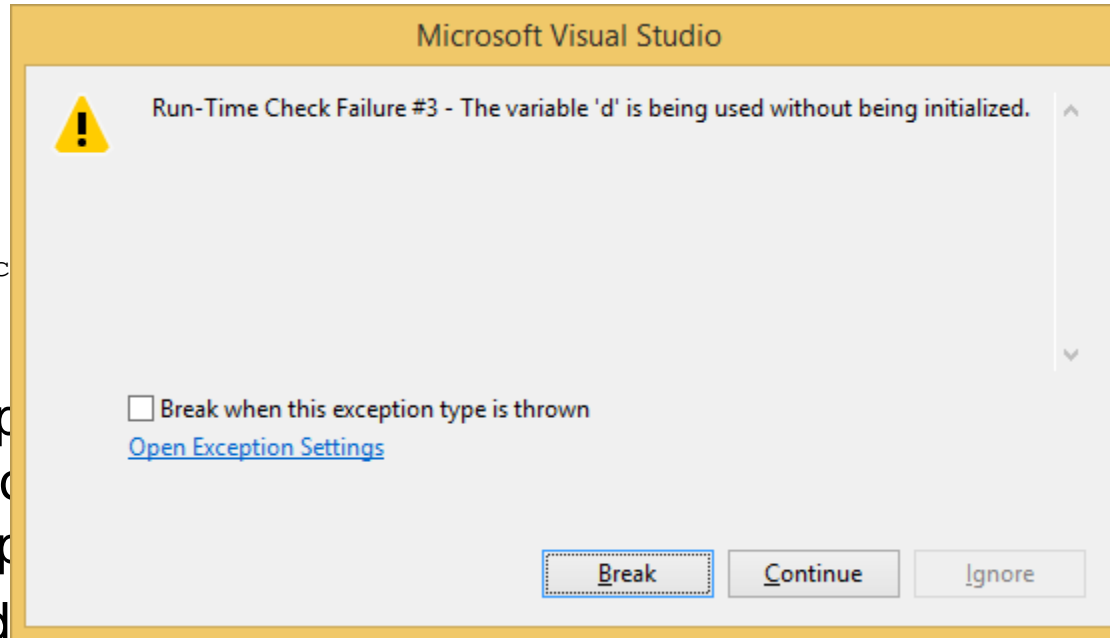 Microsoft Visual Studio
Run-Time Check Failure #3 - The variable 'd' is being used without being initialized.
Break when this exception type is thrown
Open Exception Settings
Break
Continue
Ignore